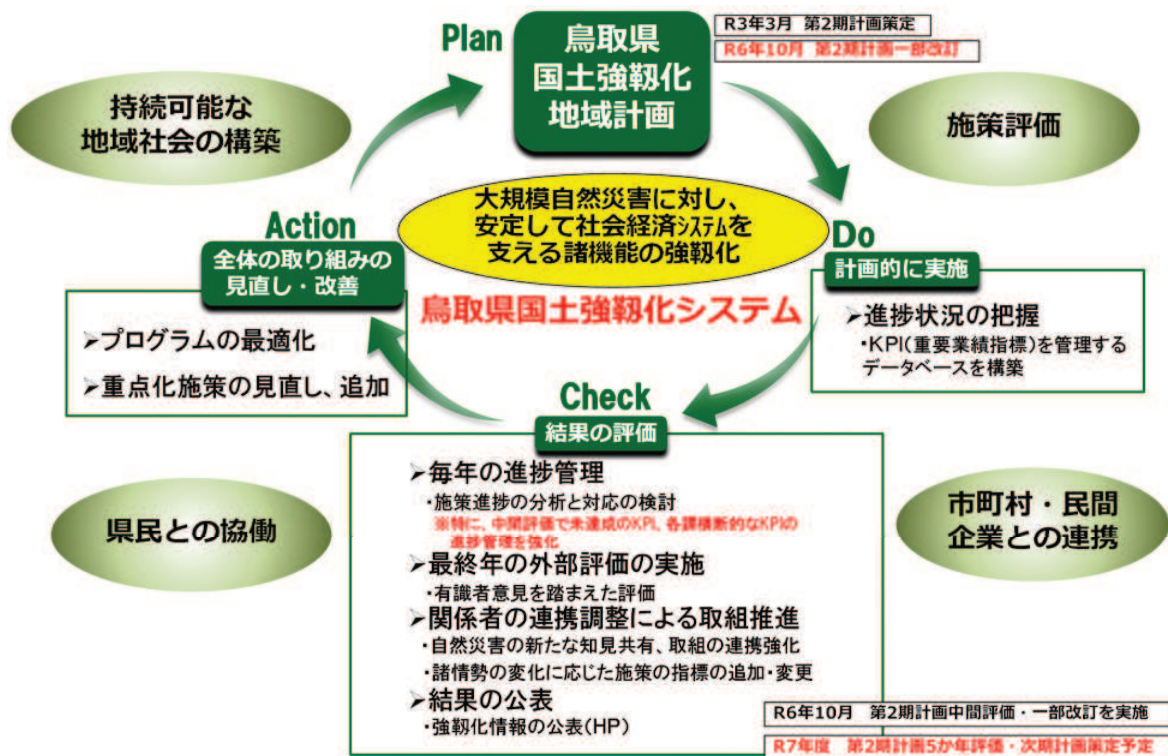 Plan
鳥取県
国土強靱化
地域計画
R3年3月 第2期計画策定
R6年10月 第2期計画一部改訂
持続可能な
地域社会の構築
施策評価
大規模自然災害に対し、
安定して社会経済ｼｽﾃﾑを
支える諸機能の強靱化
鳥取県国土強靱化システム
Do
計画的に実施
➢進捗状況の把握
・KPI(重要業績指標)を管理する
データベースを構築
Action
全体の取り組みの
見直し・改善
➢プログラムの最適化
➢重点化施策の見直し、追加
Check
結果の評価
➢毎年の進捗管理
・施策進捗の分析と対応の検討
※特に、中間評価で未達成のKPI、各課横断的なKPIの
進捗管理を強化
➢最終年の外部評価の実施
・有識者意見を踏まえた評価
➢関係者の連携調整による取組推進
・自然災害の新たな知見共有、取組の連携強化
・諸情勢の変化に応じた施策の指標の追加・変更
➢結果の公表
・強靱化情報の公表(HP)
県民との協働
市町村・民間
企業との連携
R6年10月 第2期計画中間評価・一部改訂を実施
R7年度 第2期計画5か年評価・次期計画策定予定